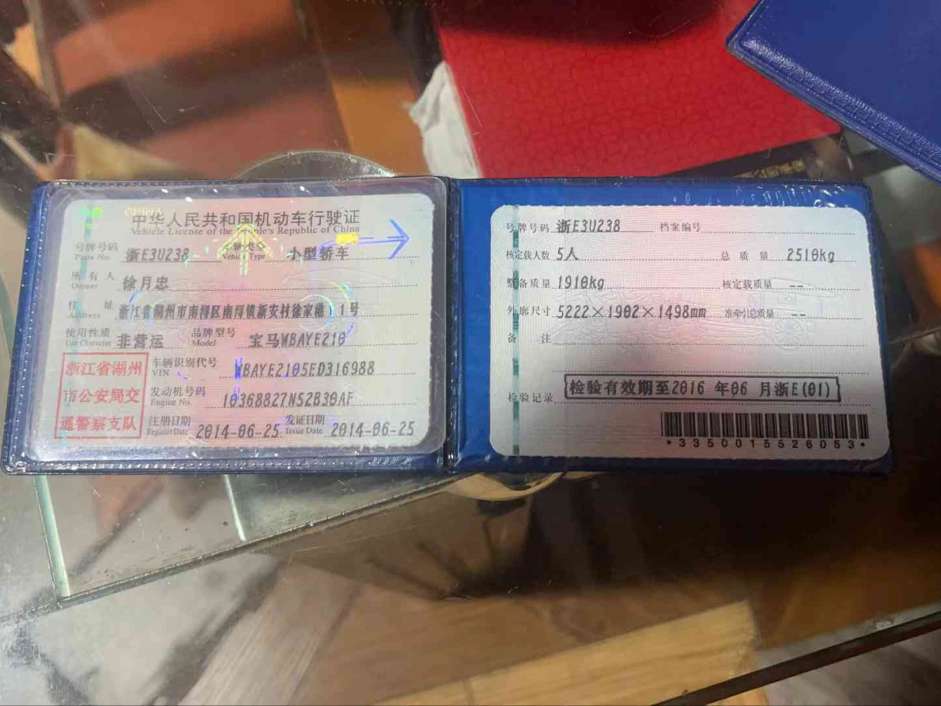 中华人民共和国机动车行驶证
Vehicle License of the People's Republic of China
号牌号码 浙E3U238 车辆类型 小型轿车
Plate No. Vehicle Type
所有人 徐月忠
Owner
住址 浙江省湖州市南浔区南浔镇新安村徐家港11号
Address
使用性质 非营运 品牌型号 宝马WBAYE210
Use Character Model
浙江省湖州
市公安局交
通警察支队
车辆识别代号 WBAYE2105ED316988
VIN
发动机号码 10368827N52B30AF
Engine No.
注册日期 2014-06-25 发证日期 2014-06-25
Register Date Issue Date
号牌号码 浙E3U238 档案编号
核定载人数 5人 总质量 2510kg
整备质量 1910kg 核定载质量 --
外廓尺寸 5222×1902×1498mm 准牵引总质量 --
备注
检验记录 检验有效期至2016年06月浙E(01)
*3350015526053*